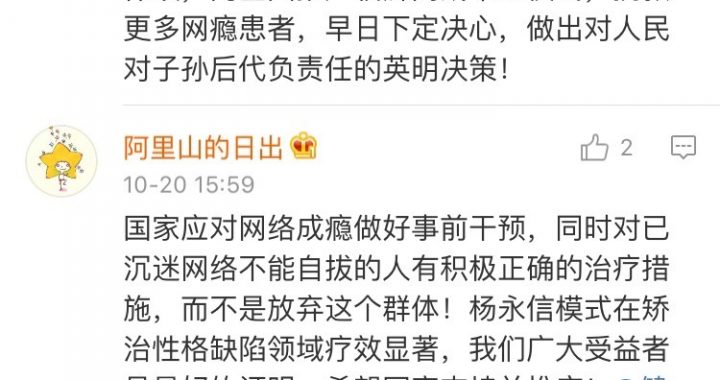 更多网瘾患者，早日下定决心，做出对人民
对子孙后代负责任的英明决策！
阿里山的日出
2
10-20 15:59
国家应对网络成瘾做好事前干预，同时对已
沉迷网络不能自拔的人有积极正确的治疗措
施，而不是放弃这个群体！杨永信模式在矫
治性格缺陷领域疗效显著，我们广大受益者